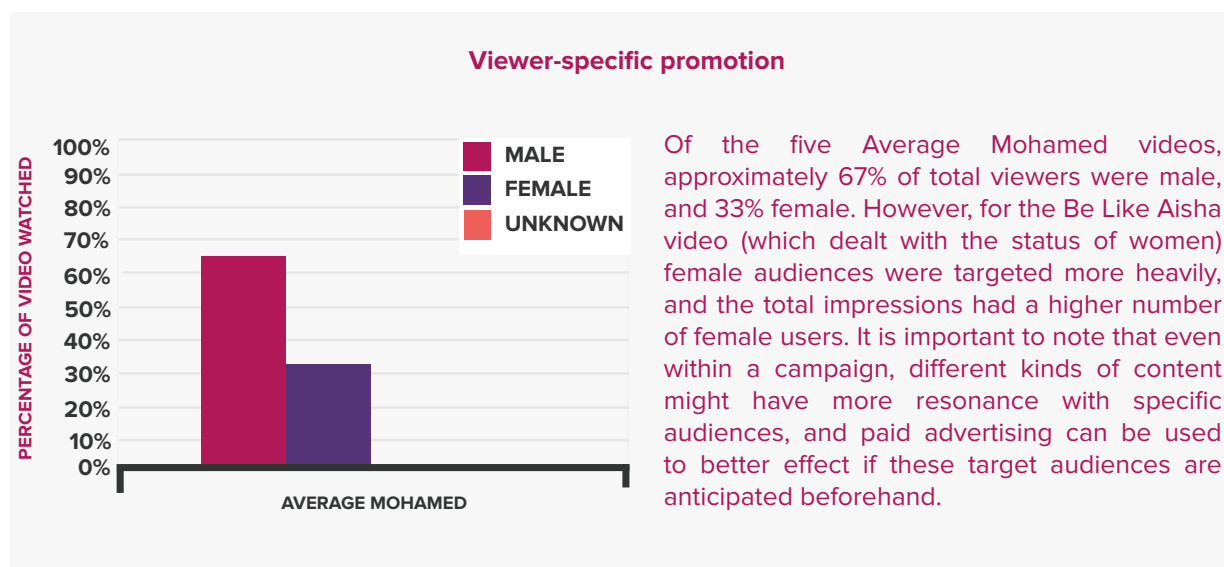 Viewer-specific promotion
PERCENTAGE OF VIDEO WATCHED
100%
90%
80%
70%
60%
50%
40%
30%
20%
10%
0%
MALE
FEMALE
UNKNOWN
AVERAGE MOHAMED
Of the five Average Mohamed videos,
approximately 67% of total viewers were male,
and 33% female. However, for the Be Like Aisha
video (which dealt with the status of women)
female audiences were targeted more heavily,
and the total impressions had a higher number
of female users. It is important to note that even
within a campaign, different kinds of content
might have more resonance with specific
audiences, and paid advertising can be used
to better effect if these target audiences are
anticipated beforehand.